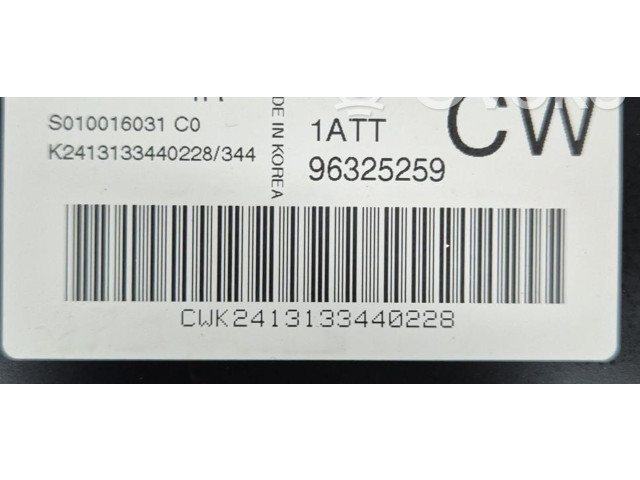 S010016031 C0
K2413133440228/344
DE IN KOREA
1ATT
96325259
CW
CWK2413133440228